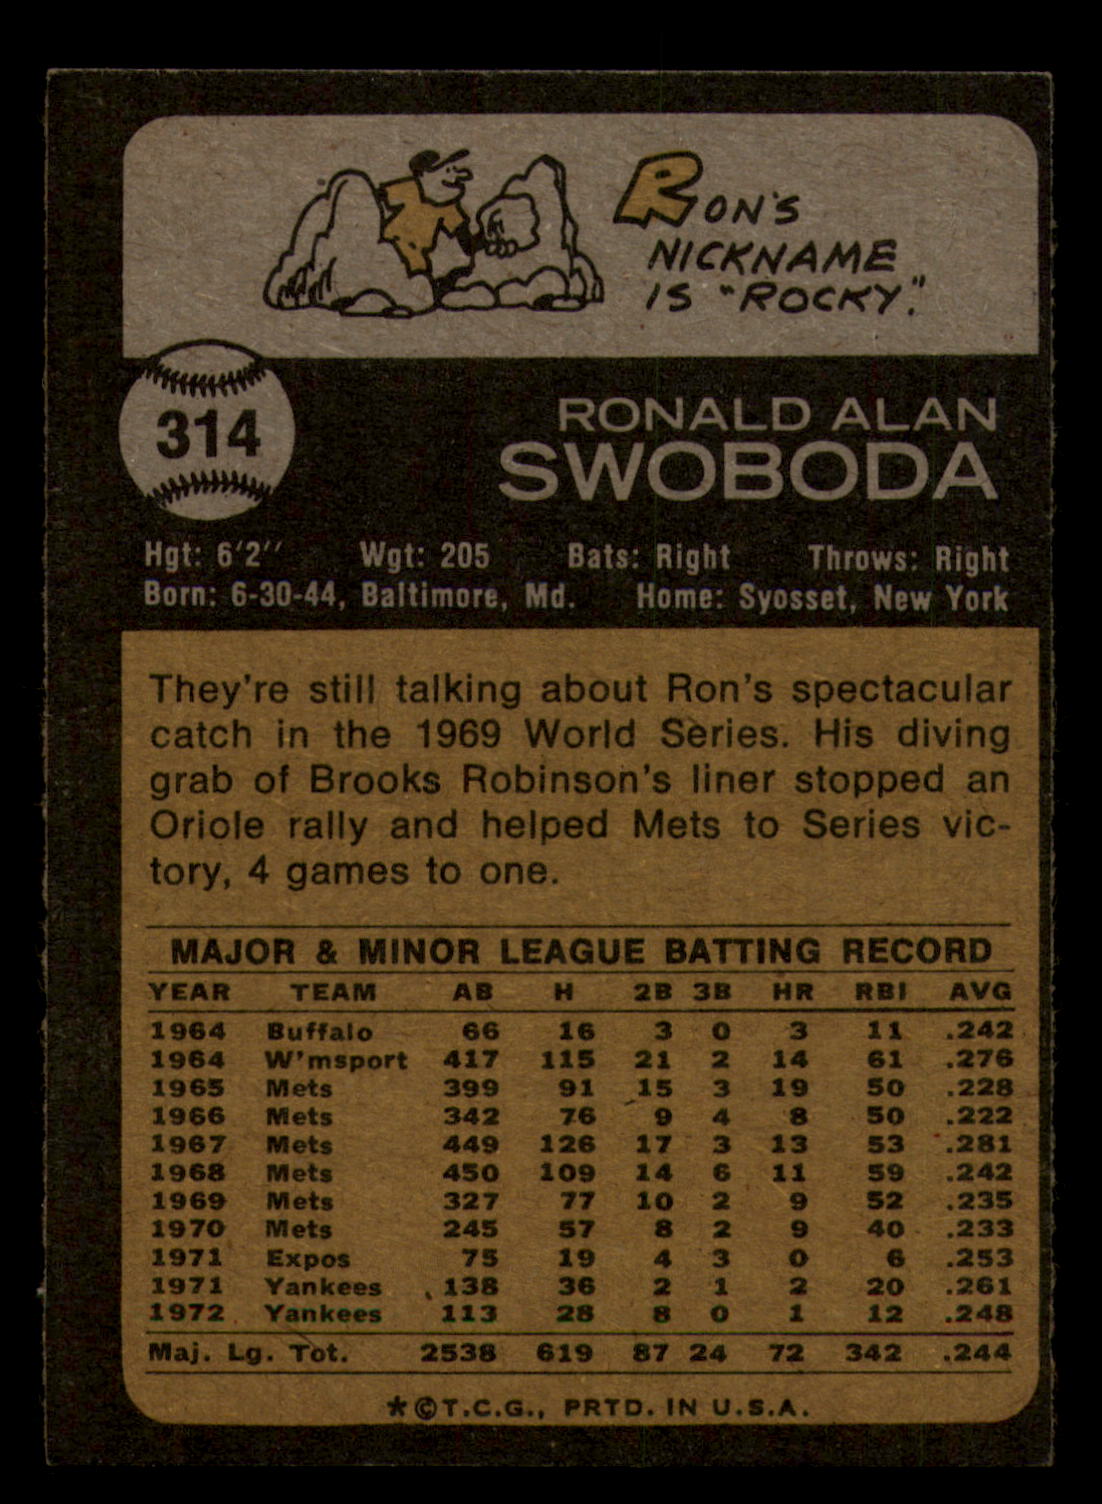 RON'S
NICKNAME
IS "ROCKY."
314
RONALD ALAN
SWOBODA
Hgt: 6'2" Wgt: 205 Bats: Right Throws: Right
Born: 6-30-44, Baltimore, Md. Home: Syosset, New York
They're still talking about Ron's spectacular
catch in the 1969 World Series. His diving
grab of Brooks Robinson's liner stopped an
Oriole rally and helped Mets to Series vic-
tory, 4 games to one.
MAJOR & MINOR LEAGUE BATTING RECORD
YEAR TEAM AB H 2B 3B HR RBI AVG
1964 Buffalo 66 16 3 0 3 11 .242
1964 W'msport 417 115 21 2 14 61 .276
1965 Mets 399 91 15 3 19 50 .228
1966 Mets 342 76 9 4 8 50 .222
1967 Mets 449 126 17 3 13 53 .281
1968 Mets 450 109 14 6 11 59 .242
1969 Mets 327 77 10 2 9 52 .235
1970 Mets 245 57 8 2 9 40 .233
1971 Expos 75 19 4 3 0 6 .253
1971 Yankees 138 36 2 1 2 20 .261
1972 Yankees 113 28 8 0 1 12 .248
Maj. Lg. Tot. 2538 619 87 24 72 342 .244
*©T.C.G., PRTD. IN U.S.A.